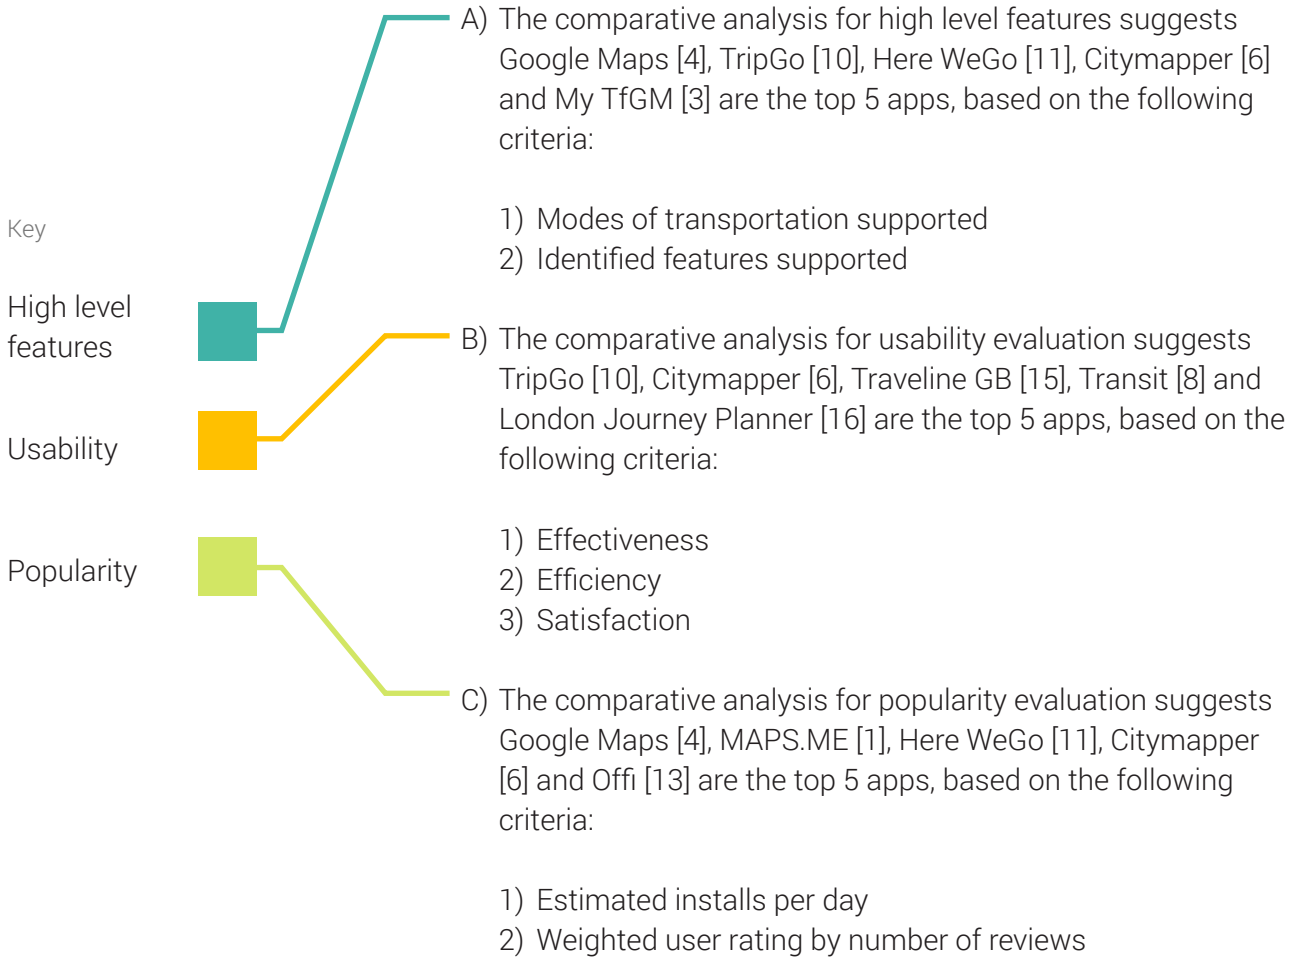 Key
High level
features
Usability
Popularity
A) The comparative analysis for high level features suggests
Google Maps [4], TripGo [10], Here WeGo [11], Citymapper [6]
and My TfGM [3] are the top 5 apps, based on the following
criteria:
1) Modes of transportation supported
2) Identified features supported
B) The comparative analysis for usability evaluation suggests
TripGo [10], Citymapper [6], Traveline GB [15], Transit [8] and
London Journey Planner [16] are the top 5 apps, based on the
following criteria:
1) Effectiveness
2) Efficiency
3) Satisfaction
C) The comparative analysis for popularity evaluation suggests
Google Maps [4], MAPS.ME [1], Here WeGo [11], Citymapper
[6] and Offi [13] are the top 5 apps, based on the following
criteria:
1) Estimated installs per day
2) Weighted user rating by number of reviews